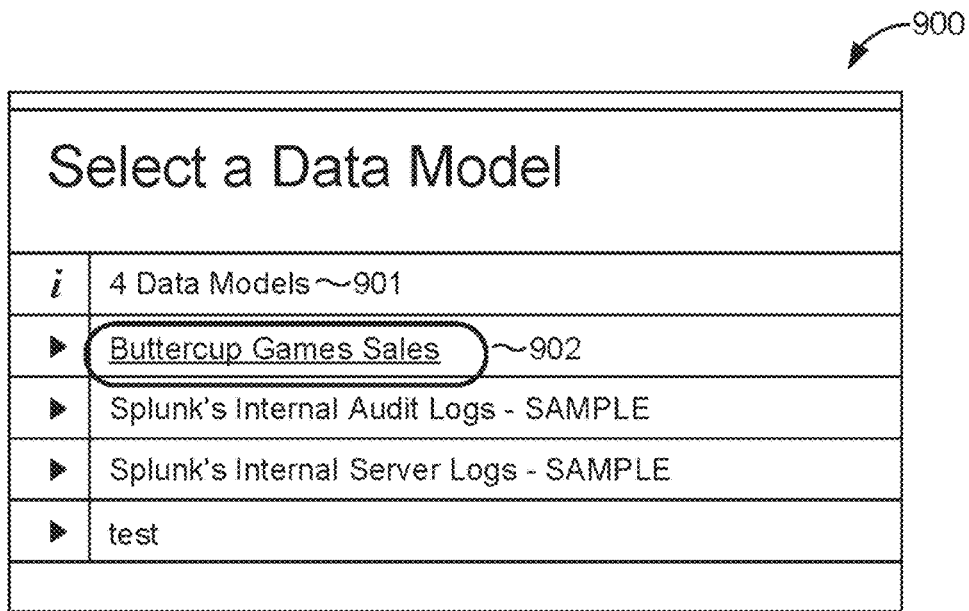 900
Select a Data Model
i 4 Data Models 901
Buttercup Games Sales 902
Splunk's Internal Audit Logs - SAMPLE
Splunk's Internal Server Logs - SAMPLE
test